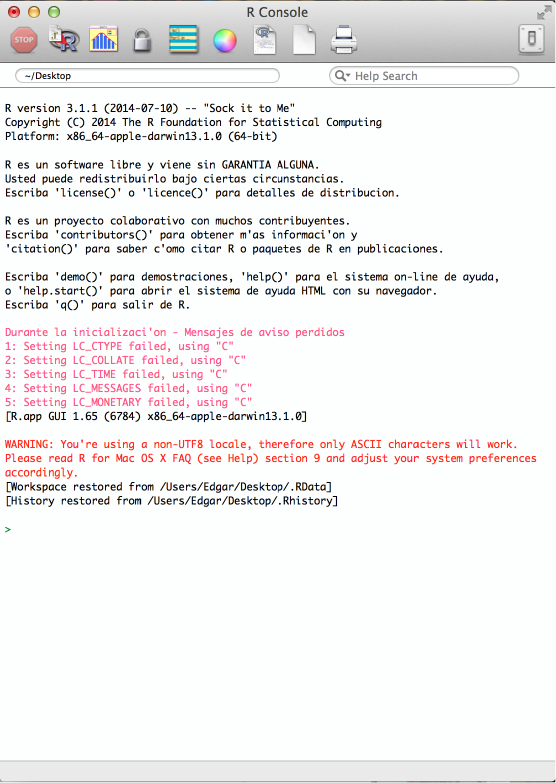 R Console
STOP
~/Desktop
Help Search
R version 3.1.1 (2014-07-10) -- "Sock it to Me"
Copyright (C) 2014 The R Foundation for Statistical Computing
Platform: x86_64-apple-darwin13.1.0 (64-bit)
R es un software libre y viene sin GARANTIA ALGUNA.
Usted puede redistribuirlo bajo ciertas circunstancias.
Escriba 'license()' o 'licence()' para detalles de distribucion.
R es un proyecto colaborativo con muchos contribuyentes.
Escriba 'contributors()' para obtener m'as informaci'on y
'citation()' para saber c'omo citar R o paquetes de R en publicaciones.
Escriba 'demo()' para demostraciones, 'help()' para el sistema on-line de ayuda,
o 'help.start()' para abrir el sistema de ayuda HTML con su navegador.
Escriba 'q()' para salir de R.
Durante la inicializaci'on - Mensajes de aviso perdidos
1: Setting LC_CTYPE failed, using "C"
2: Setting LC_COLLATE failed, using "C"
3: Setting LC_TIME failed, using "C"
4: Setting LC_MESSAGES failed, using "C"
5: Setting LC_MONETARY failed, using "C"
[R.app GUI 1.65 (6784) x86_64-apple-darwin13.1.0]
WARNING: You're using a non-UTF8 locale, therefore only ASCII characters will work.
Please read R for Mac OS X FAQ (see Help) section 9 and adjust your system preferences
accordingly.
[Workspace restored from /Users/Edgar/Desktop/.RData]
[History restored from /Users/Edgar/Desktop/.Rhistory]
>